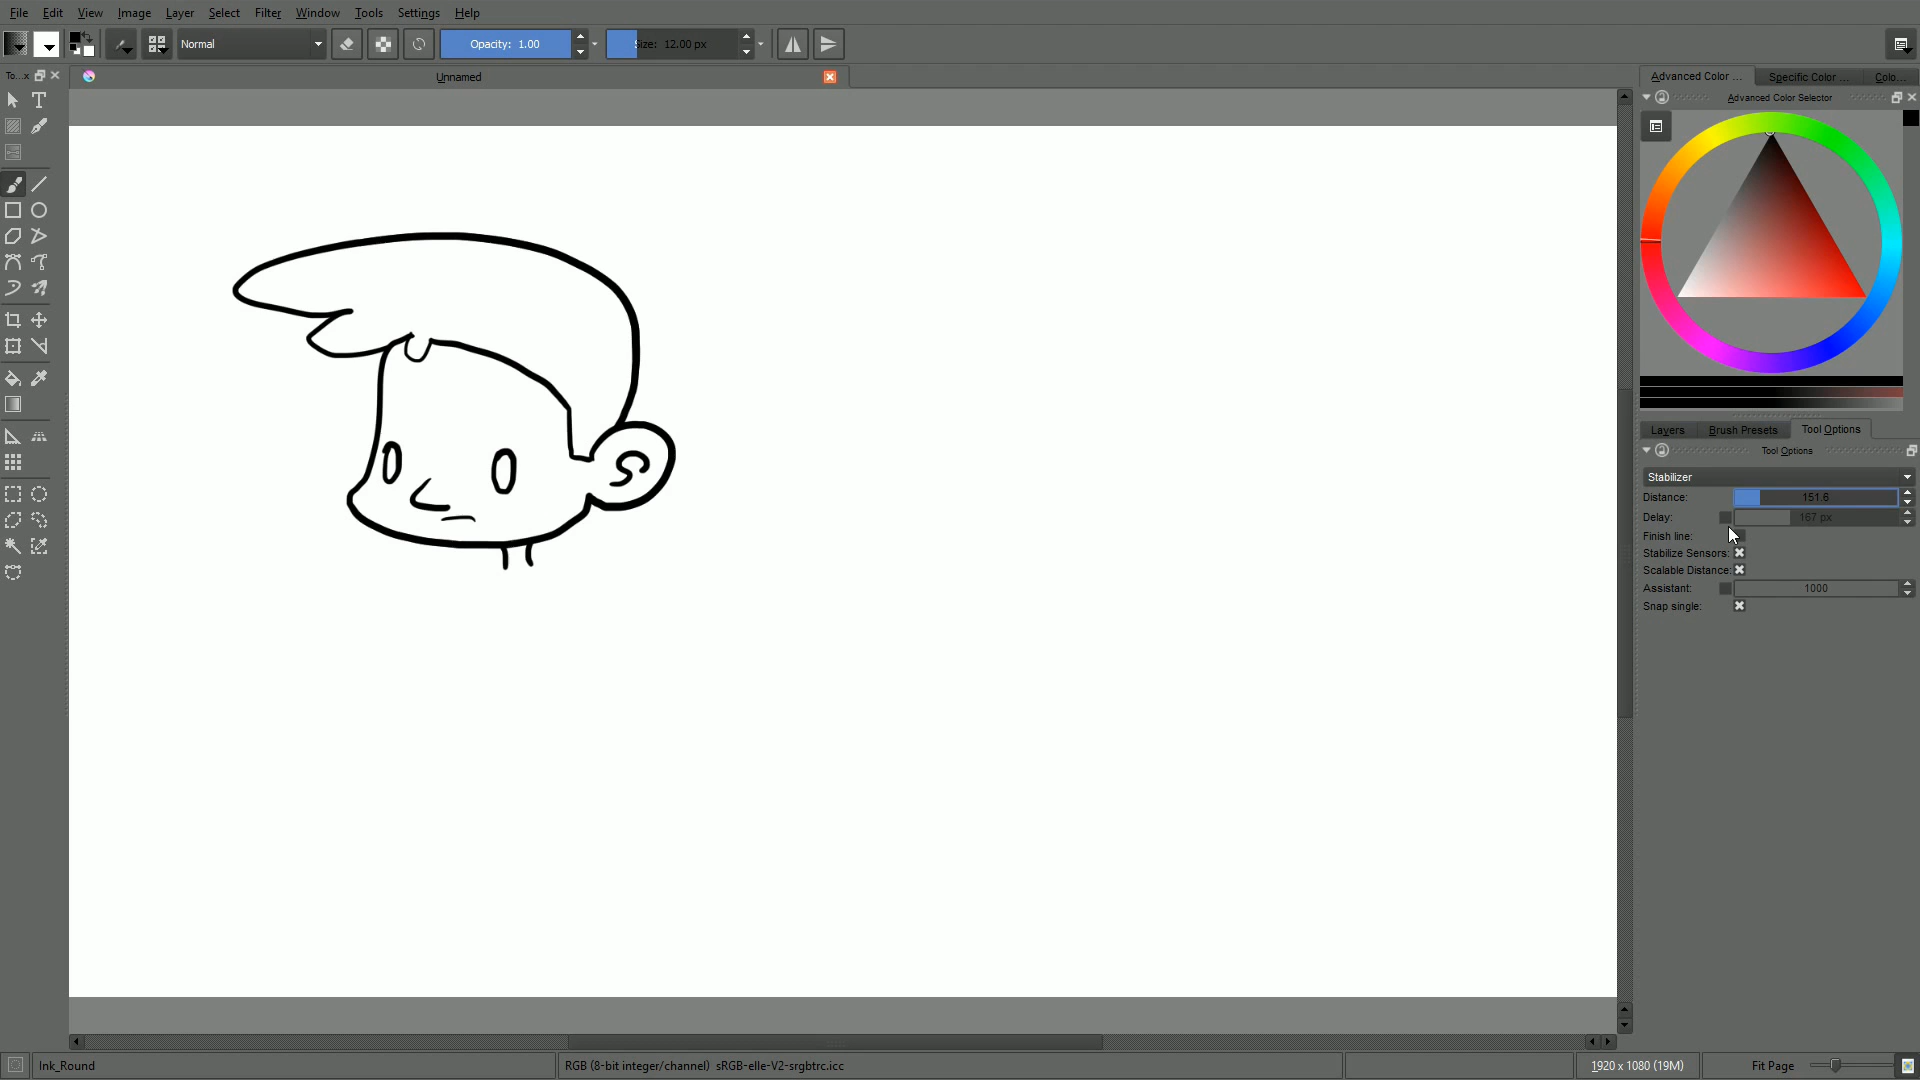 File Edit View Image Layer Select Filter Window Tools Settings Help
Normal Opacity: 1.00 Size: 12.00 px
To...x Unnamed Advanced Color ... Specific Color ... Colo...
Advanced Color Selector
Layers Brush Presets Tool Options
Tool Options
Stabilizer
Distance: 151.6
Delay: 167 px
Finish line:
Stabilize Sensors:
Scalable Distance:
Assistant: 1000
Snap single:
Ink_Round RGB (8-bit integer/channel) sRGB-elle-V2-srgbtrc.icc 1920 x 1080 (19M) Fit Page